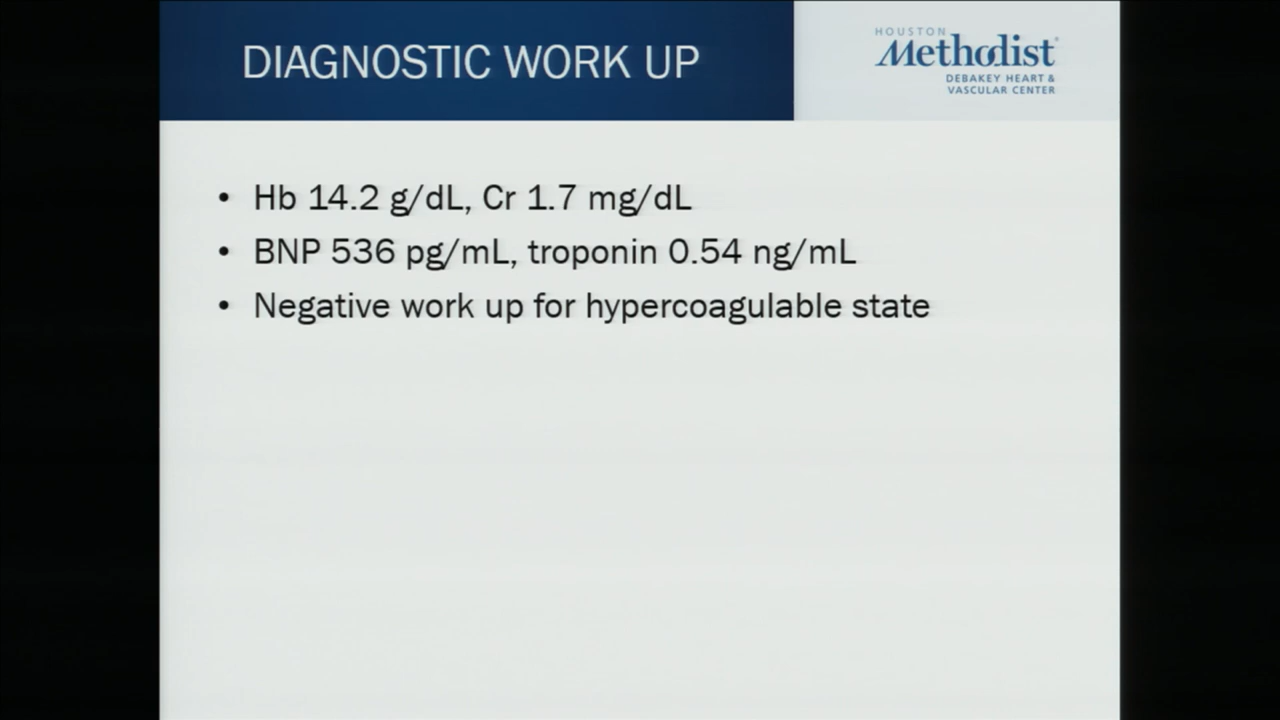 DIAGNOSTIC WORK UP
HOUSTON
Methodist
DEBAKEY HEART &
VASCULAR CENTER
• Hb 14.2 g/dL, Cr 1.7 mg/dL
• BNP 536 pg/mL, troponin 0.54 ng/mL
• Negative work up for hypercoagulable state